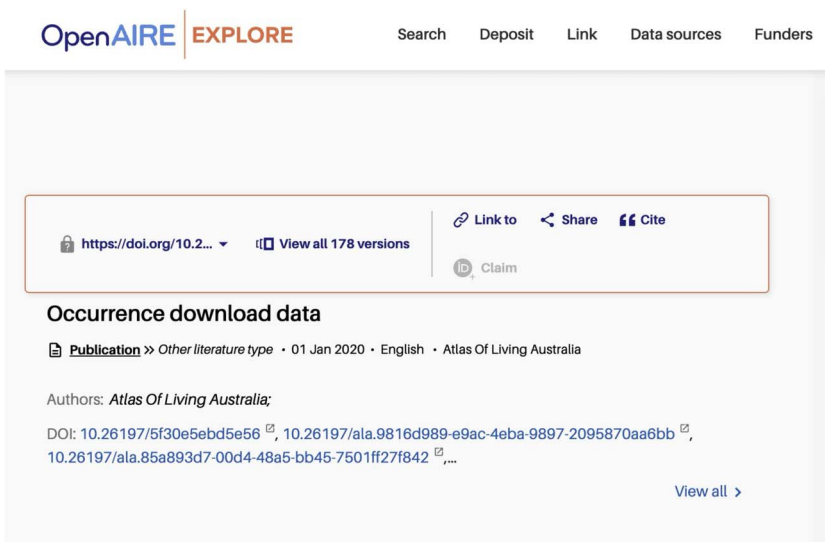 OpenAIRE EXPLORE Search Deposit Link Data sources Funders
https://doi.org/10.2... View all 178 versions
Link to Share Cite
iD Claim
Occurrence download data
Publication >> Other literature type • 01 Jan 2020 • English • Atlas Of Living Australia
Authors: Atlas Of Living Australia;
DOI: 10.26197/5f30e5ebd5e56 , 10.26197/ala.9816d989-e9ac-4eba-9897-2095870aa6bb ,
10.26197/ala.85a893d7-00d4-48a5-bb45-7501ff27f842 ,...
View all >